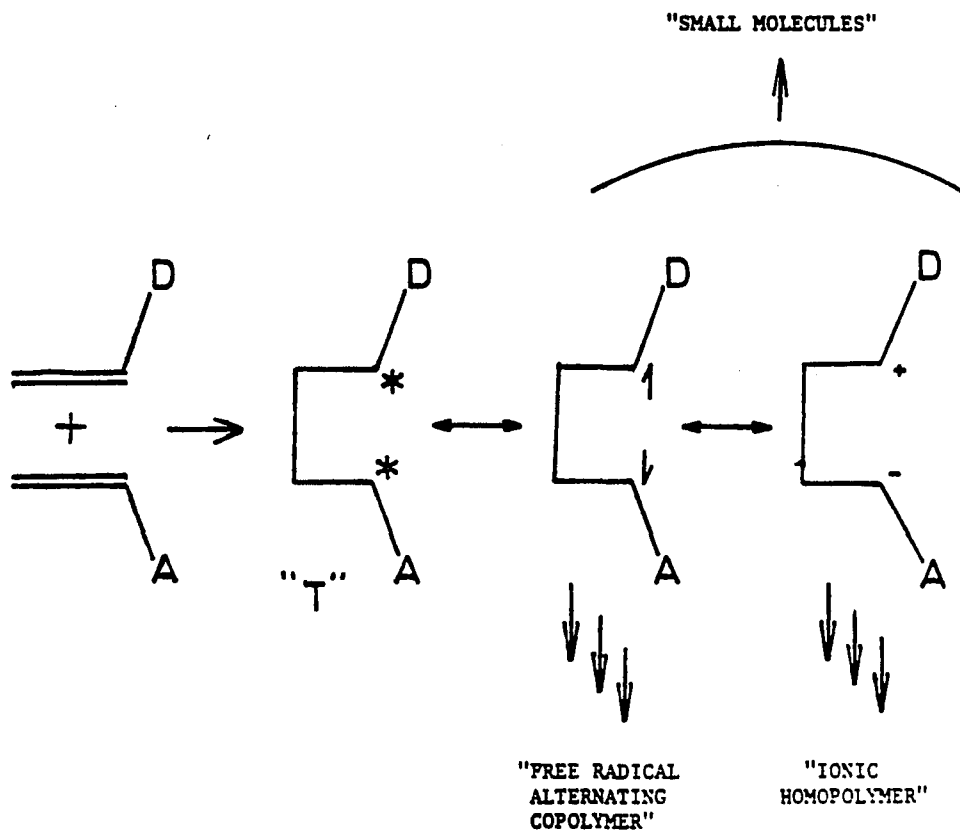 "SMALL MOLECULES"
D
D
D
D
+
*
*
+
-
A
A
A
A
"T"
"FREE RADICAL
ALTERNATING
COPOLYMER"
"IONIC
HOMOPOLYMER"